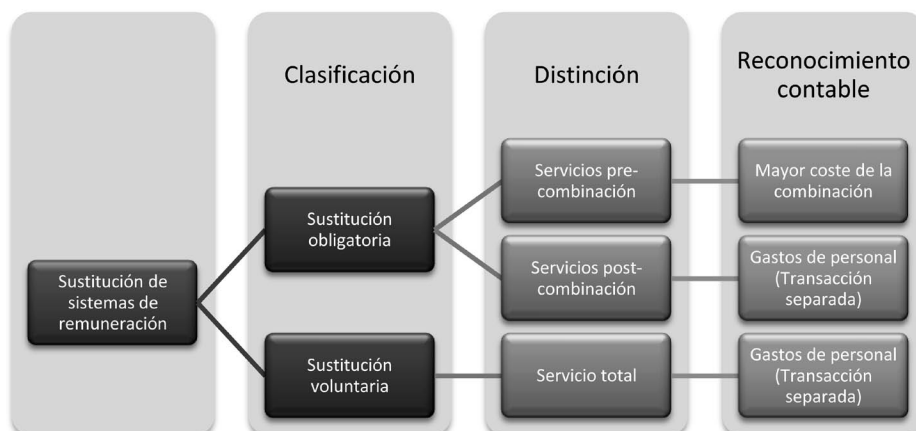 Clasificación
Distinción
Reconocimiento
contable
Sustitución de
sistemas de
remuneración
Sustitución
obligatoria
Sustitución
voluntaria
Servicios pre-
combinación
Servicios post-
combinación
Servicio total
Mayor coste de la
combinación
Gastos de personal
(Transacción
separada)
Gastos de personal
(Transacción
separada)